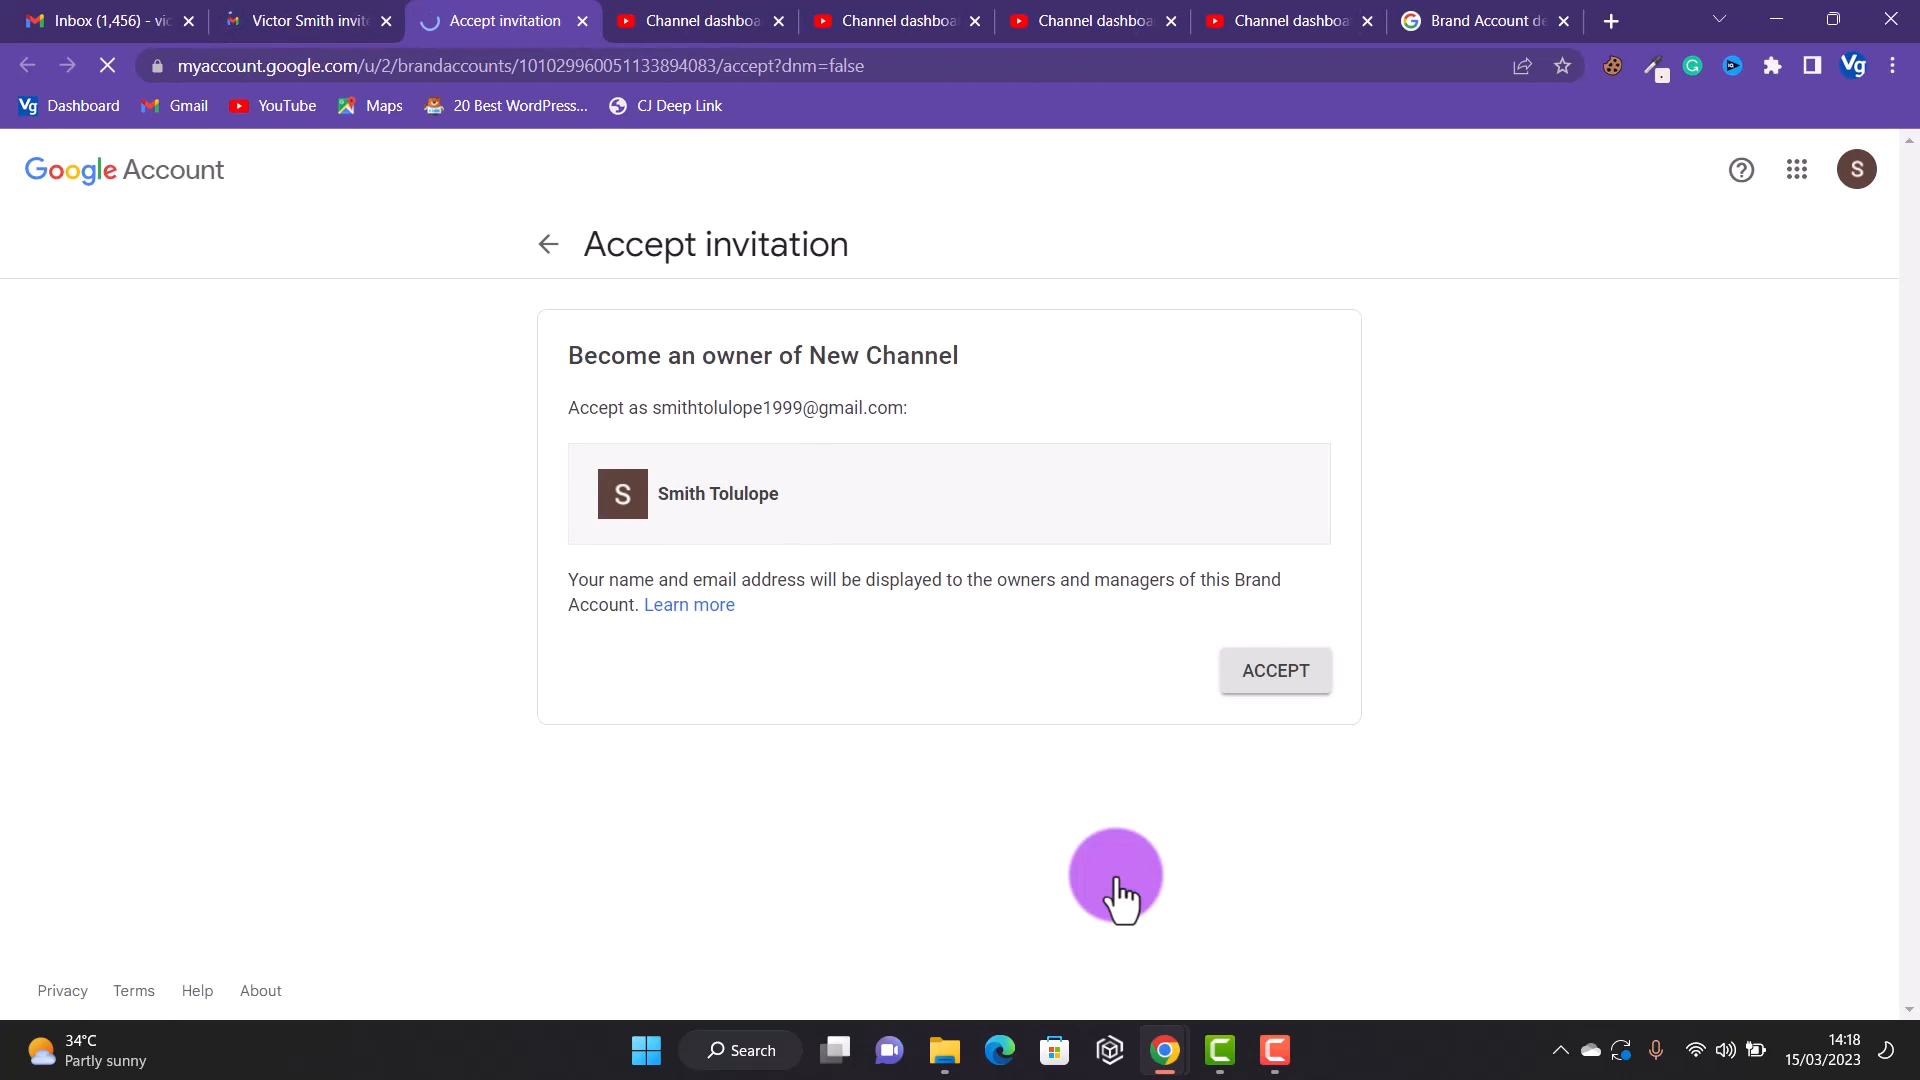 Inbox (1,456) - vic
Victor Smith invite
Accept invitation
Channel dashboa
Channel dashboa
Channel dashboa
Channel dashboa
Brand Account de
myaccount.google.com/u/2/brandaccounts/101029960051133894083/accept?dnm=false
Vg
Vg Dashboard
Gmail
YouTube
Maps
20 Best WordPress...
CJ Deep Link
Google Account
S
Accept invitation
Become an owner of New Channel
Accept as smithtolulope1999@gmail.com:
S Smith Tolulope
Your name and email address will be displayed to the owners and managers of this Brand
Account. Learn more
ACCEPT
Privacy Terms Help About
34°C
Partly sunny
Search
14:18
15/03/2023